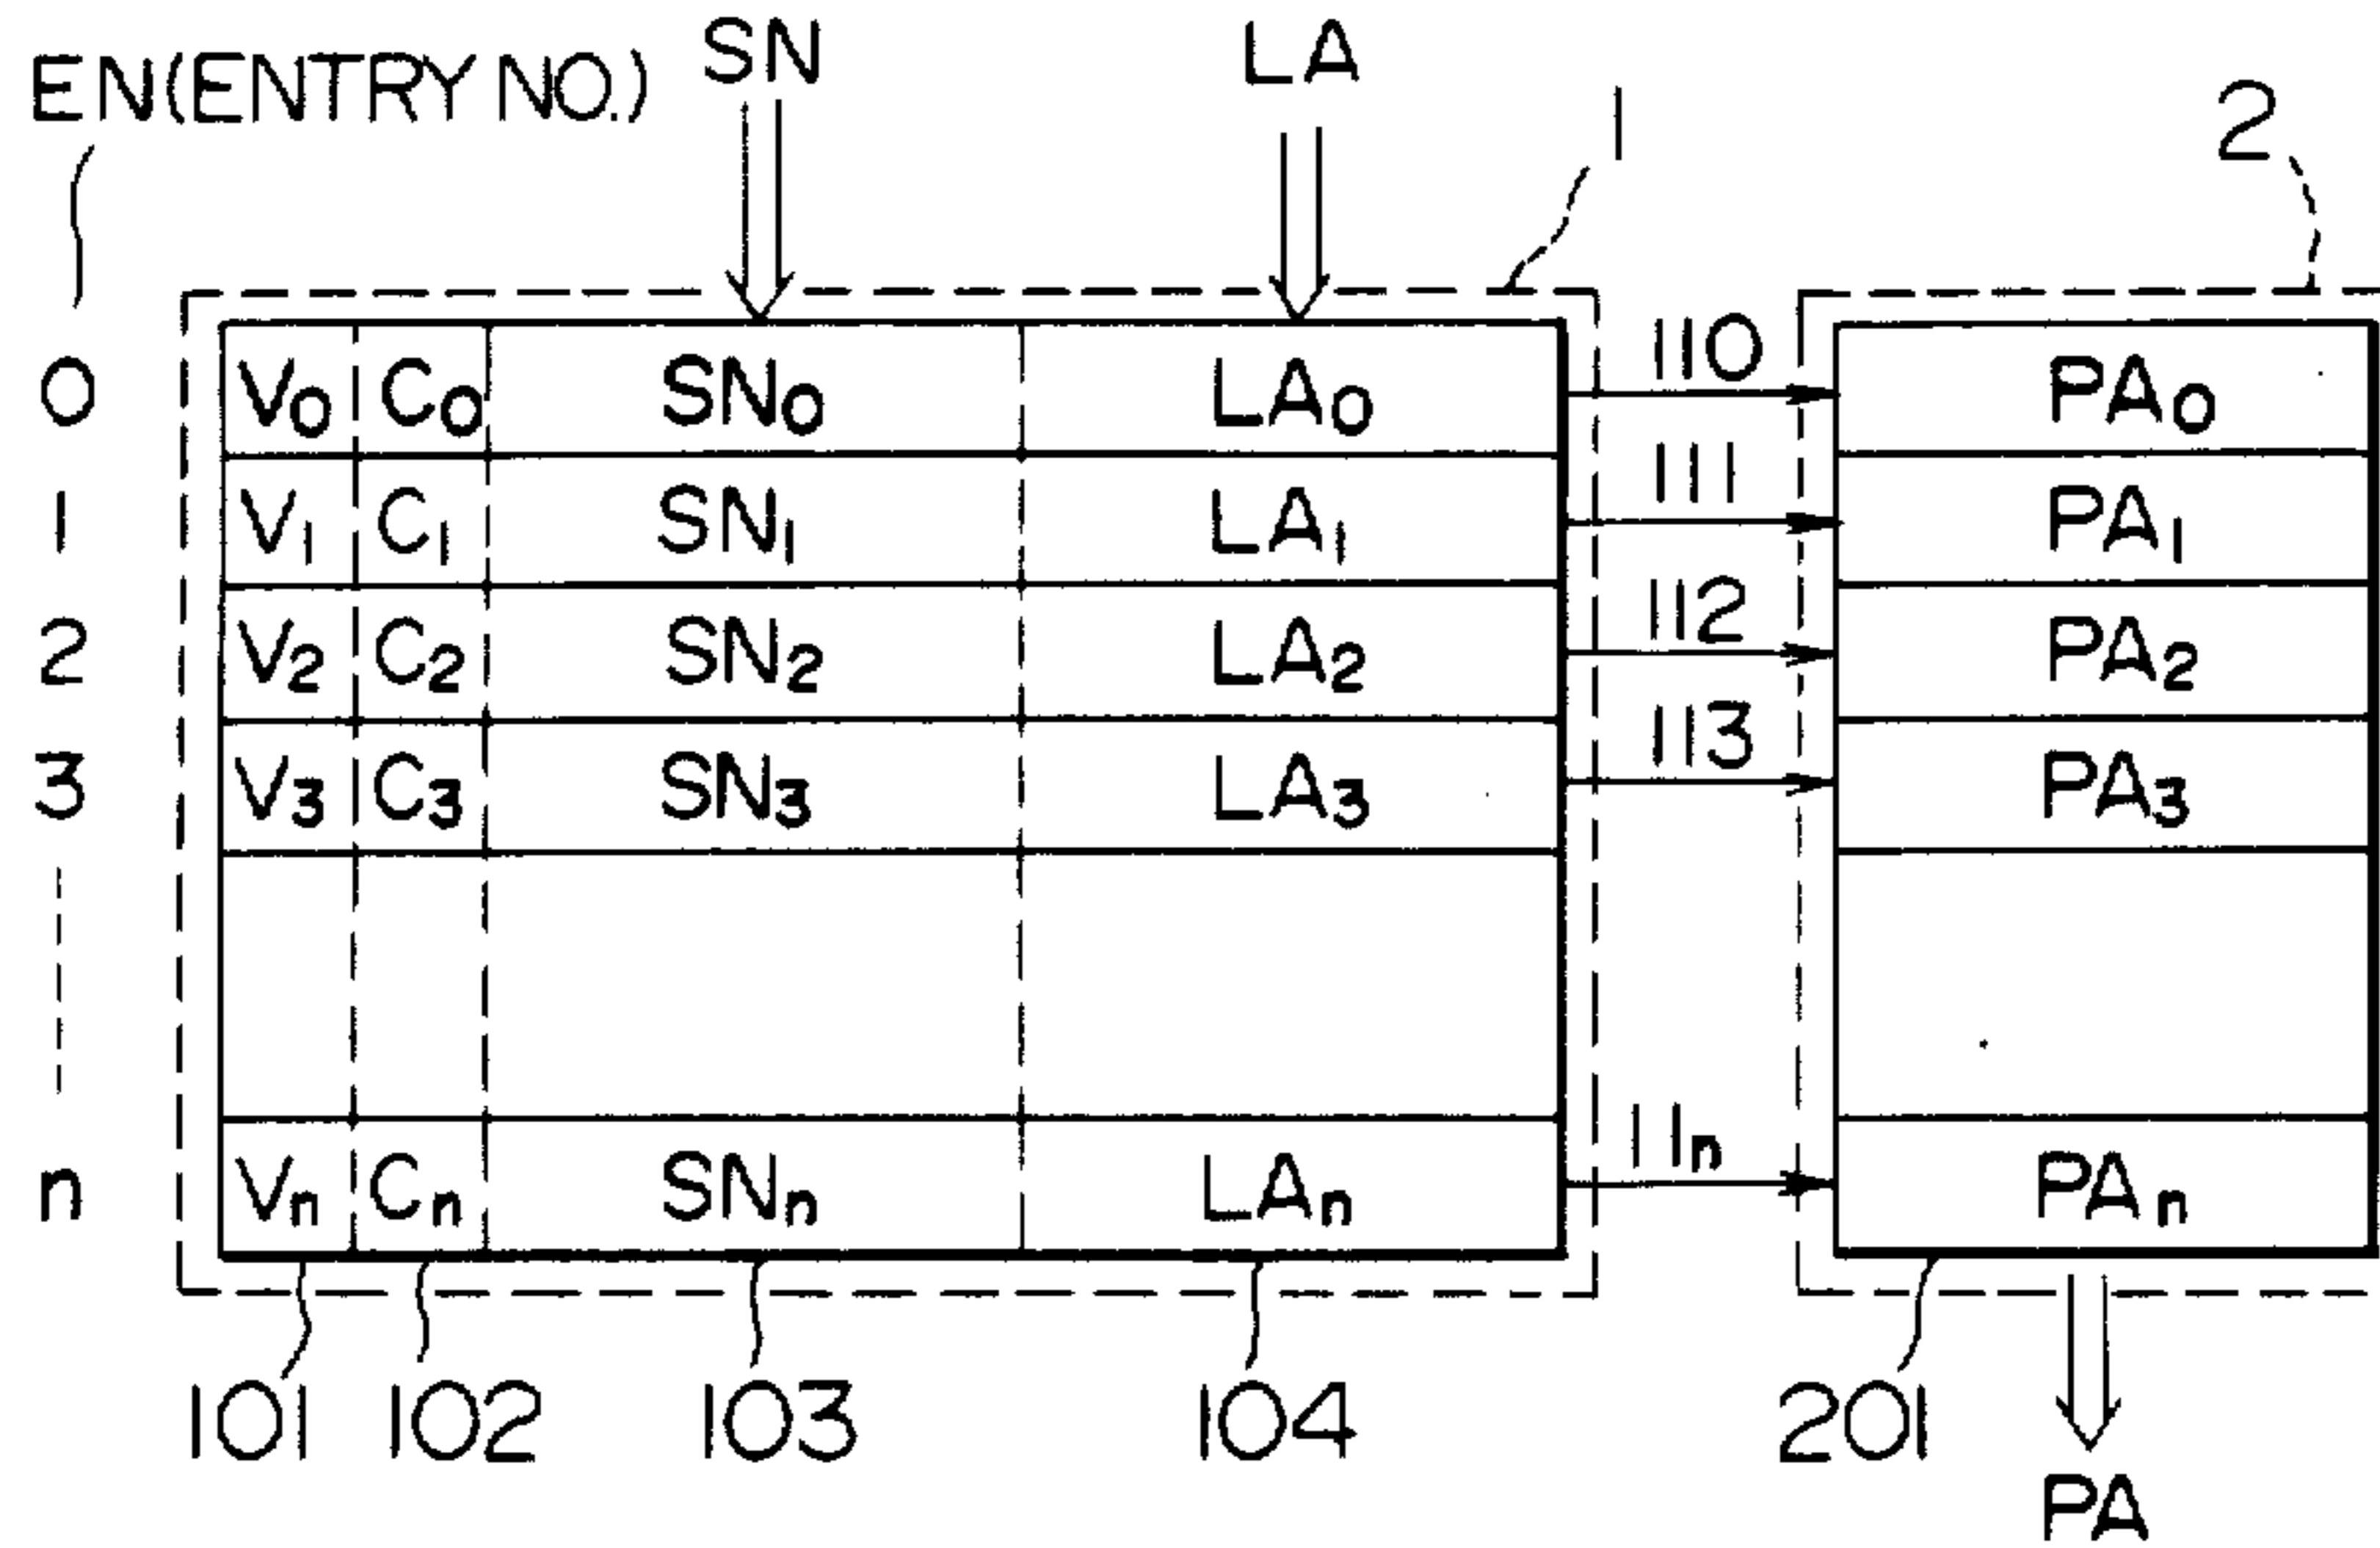 EN(ENTRY NO.) SN LA 1 2
0 V0 C0 SN0 LA0 110 PA0
1 V1 C1 SN1 LA1 111 PA1
2 V2 C2 SN2 LA2 112 PA2
3 V3 C3 SN3 LA3 113 PA3
n Vn Cn SNn LAn 11n PAn
101 102 103 104 201
PA